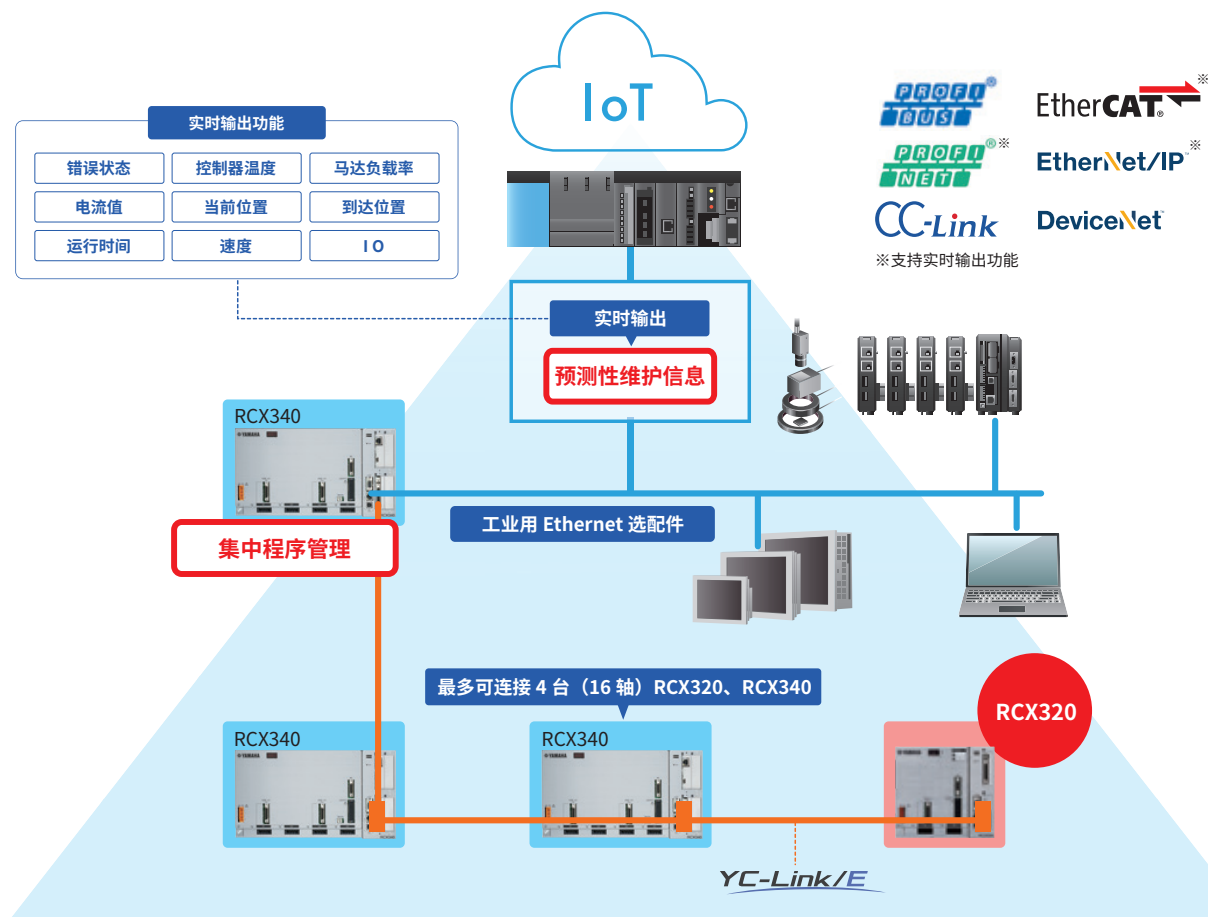 IoT
实时输出功能
错误状态 控制器温度 马达负载率
电流值 当前位置 到达位置
运行时间 速度 IO
PROFI
BUS
®
EtherCAT®
※
PROFI
NET
®※
EtherNet/IP™
※
CC-Link
DeviceNet™
※支持实时输出功能
实时输出
预测性维护信息
RCX340
YAMAHA
集中程序管理
工业用 Ethernet 选配件
最多可连接 4 台（16 轴）RCX320、RCX340
RCX320
RCX340
YAMAHA
RCX340
YAMAHA
YC-Link/E